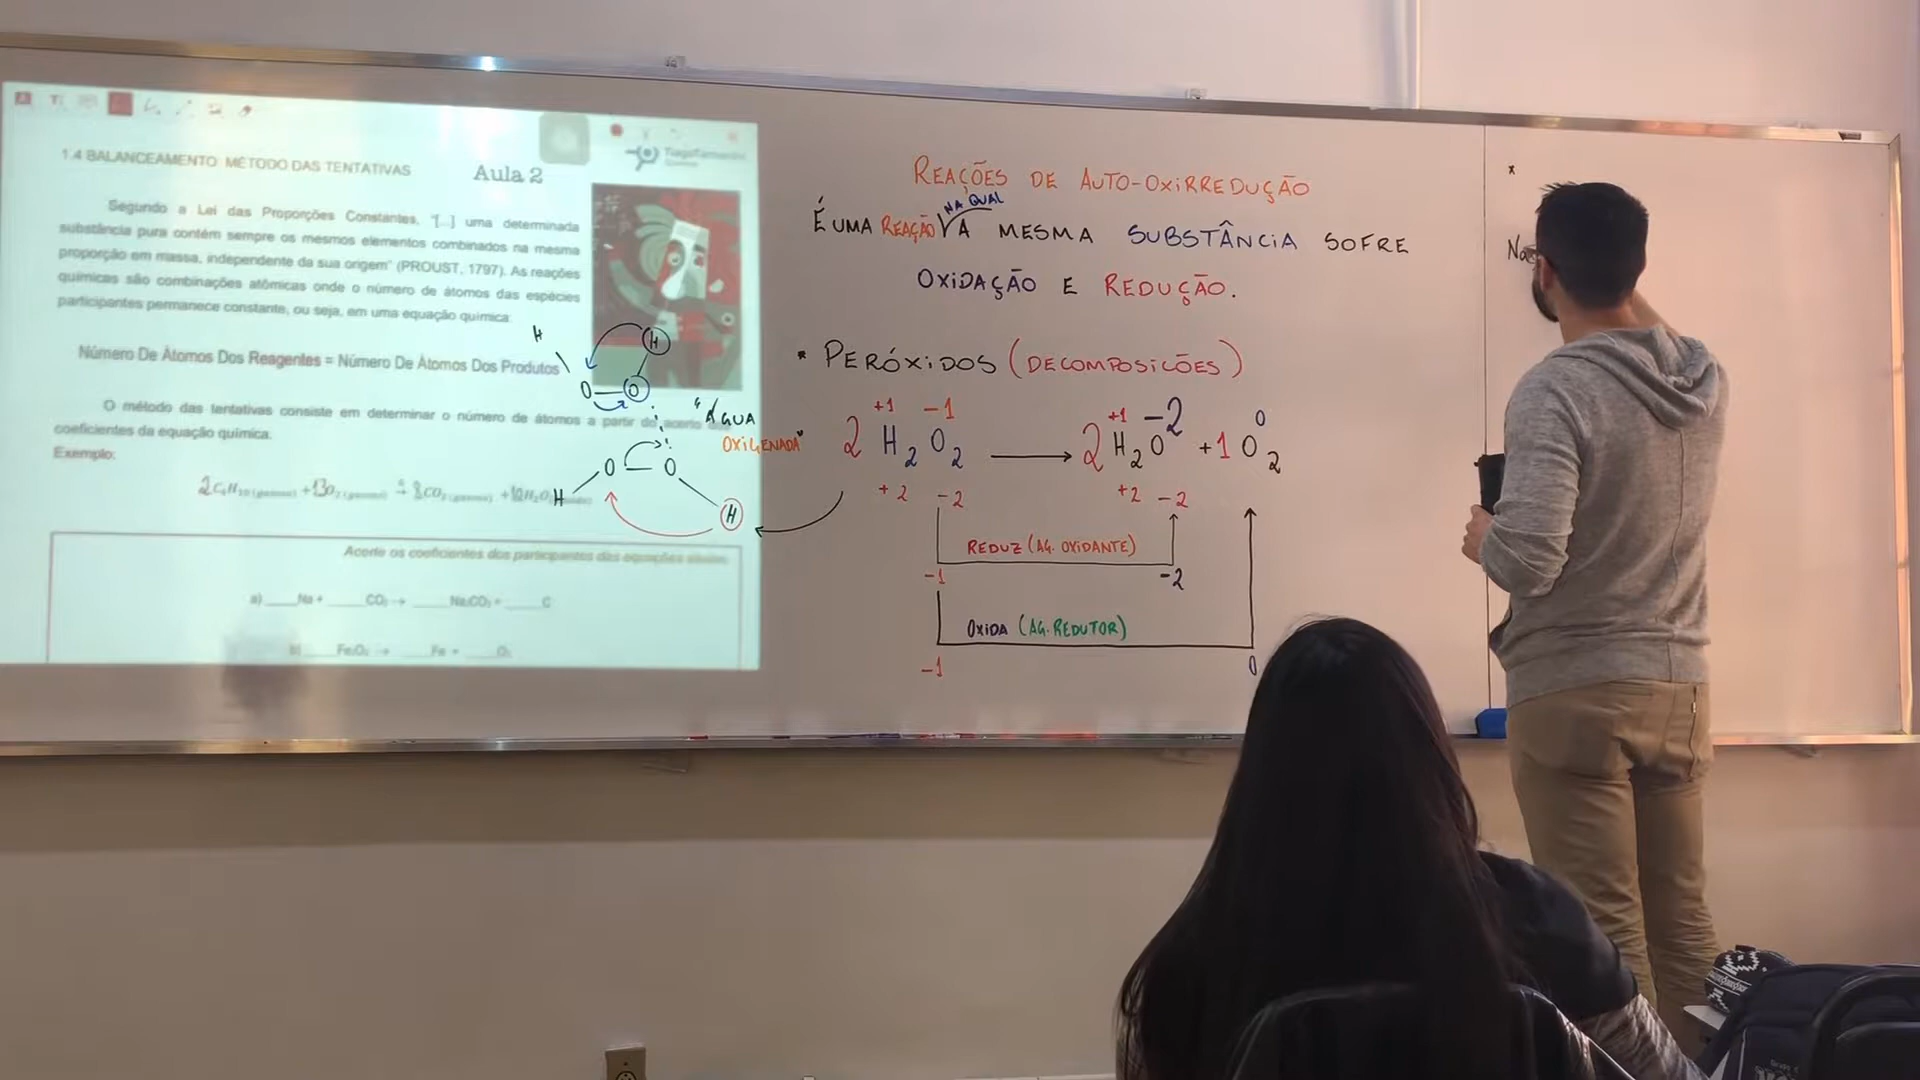 1.4 BALANCEAMENTO: MÉTODO DAS TENTATIVAS
Aula 2
Segundo a Lei das Proporções Constantes, "[...] uma determinada
substância pura contém sempre os mesmos elementos combinados na mesma
proporção em massa, independente da sua origem" (PROUST, 1797). As reações
químicas são combinações atômicas onde o número de átomos das espécies
participantes permanece constante, ou seja, em uma equação química:
Número De Átomos Dos Reagentes = Número De Átomos Dos Produtos
O método das tentativas consiste em determinar o número de átomos a partir do acerto dos
coeficientes da equação química.
Exemplo:
Acerte os coeficientes dos participantes das equações abaixo:
a) ____Na + ____CO₂ → ____Na₂CO₃ + ____C
b) ____Fe₂O₃ → ____Fe + ____O₂
H
H
O — O
O — O
H
H
"ÁGUA
OXIGENADA"
REAÇÕES DE AUTO-OXIRREDUÇÃO
NA QUAL
É UMA REAÇÃO A MESMA SUBSTÂNCIA SOFRE
OXIDAÇÃO E REDUÇÃO.
* PERÓXIDOS (DECOMPOSIÇÕES)
+1 -1 +1 -2 0
2 H₂O₂ → 2 H₂O + 1 O₂
+2 -2 +2 -2
REDUZ (AG. OXIDANTE)
-1 -2
OXIDA (AG. REDUTOR)
-1 0
*